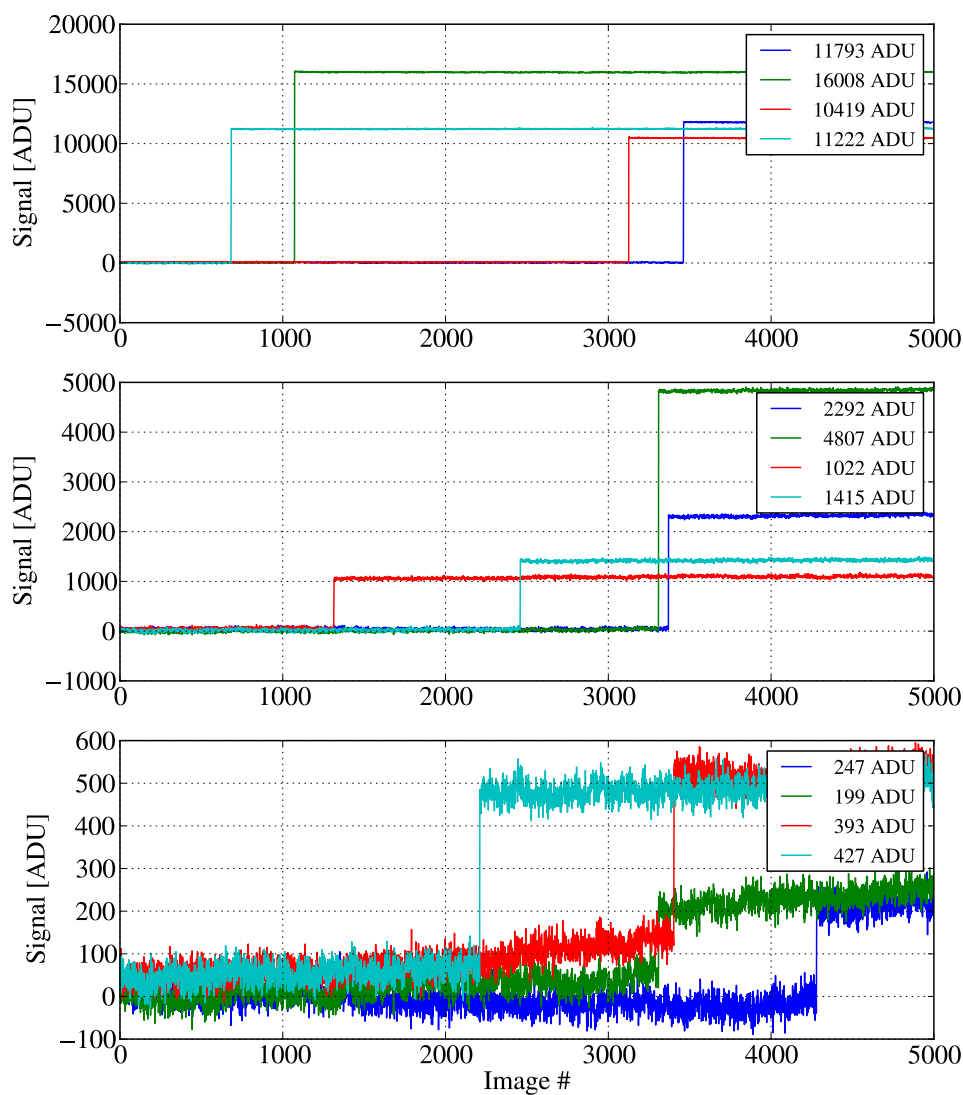 20000
15000
10000
5000
0
−5000
Signal [ADU]
0 1000 2000 3000 4000 5000
11793 ADU
16008 ADU
10419 ADU
11222 ADU
5000
4000
3000
2000
1000
0
−1000
Signal [ADU]
0 1000 2000 3000 4000 5000
2292 ADU
4807 ADU
1022 ADU
1415 ADU
600
500
400
300
200
100
0
−100
Signal [ADU]
0 1000 2000 3000 4000 5000
247 ADU
199 ADU
393 ADU
427 ADU
Image #